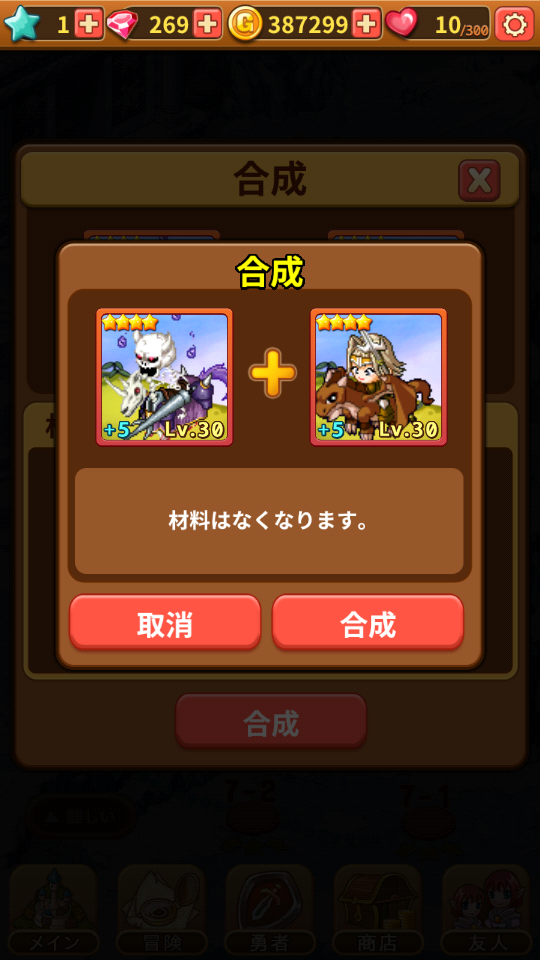 1 269 387299 10/300
合成
合成
+5 Lv.30 +5 Lv.30
材料はなくなります。
取消 合成
合成
7-2
メイン 冒険 勇者 商店 友人